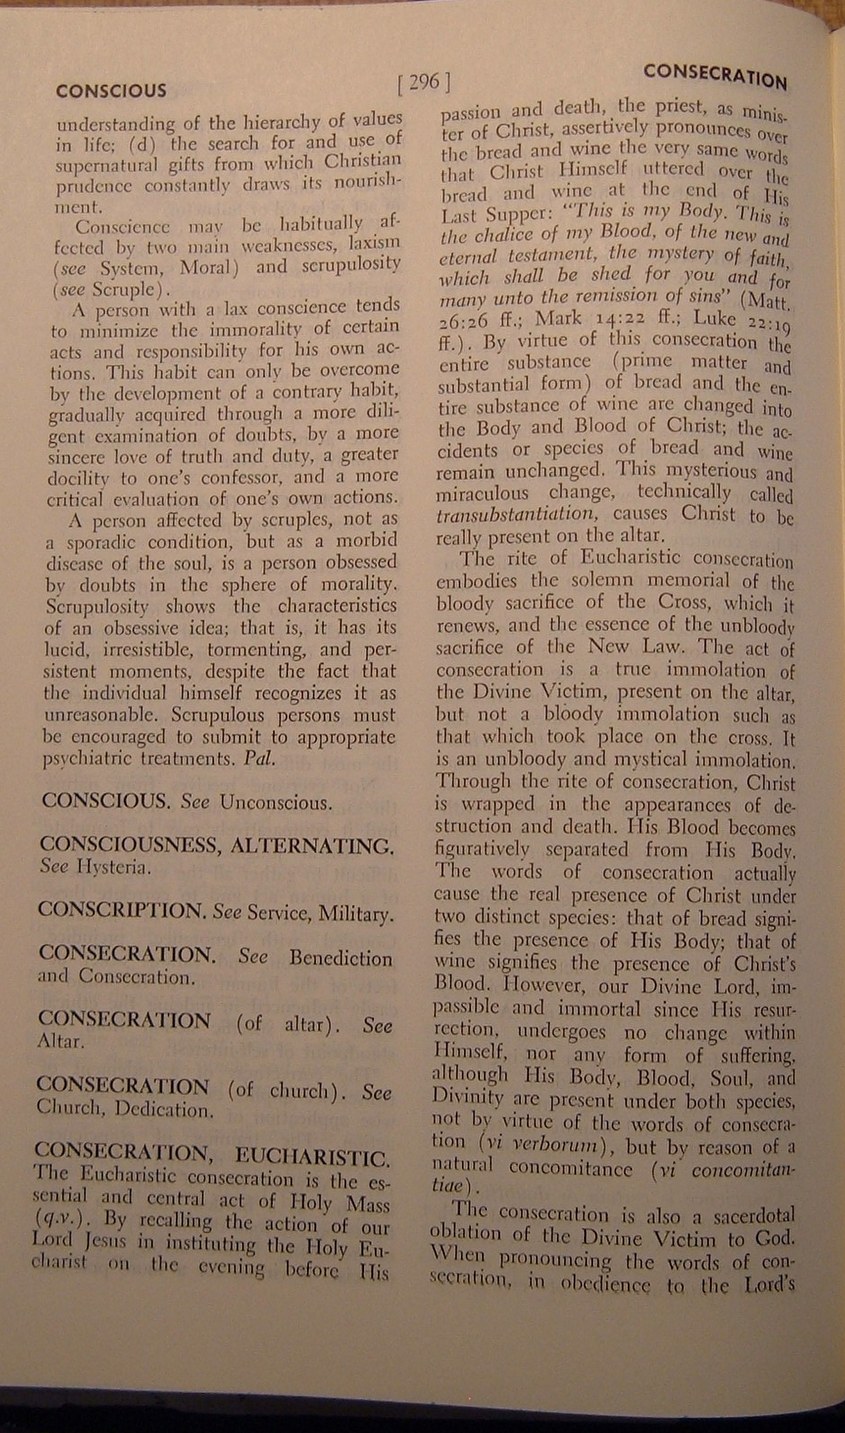 CONSCIOUS
[ 296 ]
CONSECRATION
understanding of the hierarchy of values
in life; (d) the search for and use of
supernatural gifts from which Christian
prudence constantly draws its nourish-
ment.
Conscience may be habitually af-
fected by two main weaknesses, laxism
(see System, Moral) and scrupulosity
(see Scruple).
A person with a lax conscience tends
to minimize the immorality of certain
acts and responsibility for his own ac-
tions. This habit can only be overcome
by the development of a contrary habit,
gradually acquired through a more dili-
gent examination of doubts, by a more
sincere love of truth and duty, a greater
docility to one's confessor, and a more
critical evaluation of one's own actions.
A person affected by scruples, not as
a sporadic condition, but as a morbid
disease of the soul, is a person obsessed
by doubts in the sphere of morality.
Scrupulosity shows the characteristics
of an obsessive idea; that is, it has its
lucid, irresistible, tormenting, and per-
sistent moments, despite the fact that
the individual himself recognizes it as
unreasonable. Scrupulous persons must
be encouraged to submit to appropriate
psychiatric treatments. Pal.
CONSCIOUS. See Unconscious.
CONSCIOUSNESS, ALTERNATING.
See Hysteria.
CONSCRIPTION. See Service, Military.
CONSECRATION. See Benediction
and Consecration.
CONSECRATION (of altar). See
Altar.
CONSECRATION (of church). See
Church, Dedication.
CONSECRATION, EUCHARISTIC.
The Eucharistic consecration is the es-
sential and central act of Holy Mass
(q.v.). By recalling the action of our
Lord Jesus in instituting the Holy Eu-
charist on the evening before His
passion and death, the priest, as minis-
ter of Christ, assertively pronounces over
the bread and wine the very same words
that Christ Himself uttered over the
bread and wine at the end of His
Last Supper: "This is my Body. This is
the chalice of my Blood, of the new and
eternal testament, the mystery of faith,
which shall be shed for you and for
many unto the remission of sins" (Matt.
26:26 ff.; Mark 14:22 ff.; Luke 22:19
ff.). By virtue of this consecration the
entire substance (prime matter and
substantial form) of bread and the en-
tire substance of wine are changed into
the Body and Blood of Christ; the ac-
cidents or species of bread and wine
remain unchanged. This mysterious and
miraculous change, technically called
transubstantiation, causes Christ to be
really present on the altar.
The rite of Eucharistic consecration
embodies the solemn memorial of the
bloody sacrifice of the Cross, which it
renews, and the essence of the unbloody
sacrifice of the New Law. The act of
consecration is a true immolation of
the Divine Victim, present on the altar,
but not a bloody immolation such as
that which took place on the cross. It
is an unbloody and mystical immolation.
Through the rite of consecration, Christ
is wrapped in the appearances of de-
struction and death. His Blood becomes
figuratively separated from His Body.
The words of consecration actually
cause the real presence of Christ under
two distinct species: that of bread signi-
fies the presence of His Body; that of
wine signifies the presence of Christ's
Blood. However, our Divine Lord, im-
passible and immortal since His resur-
rection, undergoes no change within
Himself, nor any form of suffering,
although His Body, Blood, Soul, and
Divinity are present under both species,
not by virtue of the words of consecra-
tion (vi verborum), but by reason of a
natural concomitance (vi concomitan-
tiae).
The consecration is also a sacerdotal
oblation of the Divine Victim to God.
When pronouncing the words of con-
secration, in obedience to the Lord's